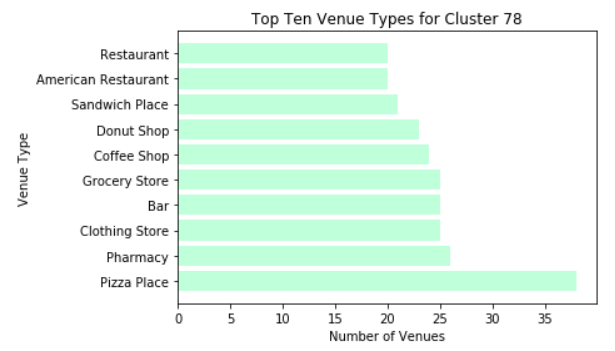 Top Ten Venue Types for Cluster 78
Venue Type
Restaurant
American Restaurant
Sandwich Place
Donut Shop
Coffee Shop
Grocery Store
Bar
Clothing Store
Pharmacy
Pizza Place
0 5 10 15 20 25 30 35
Number of Venues